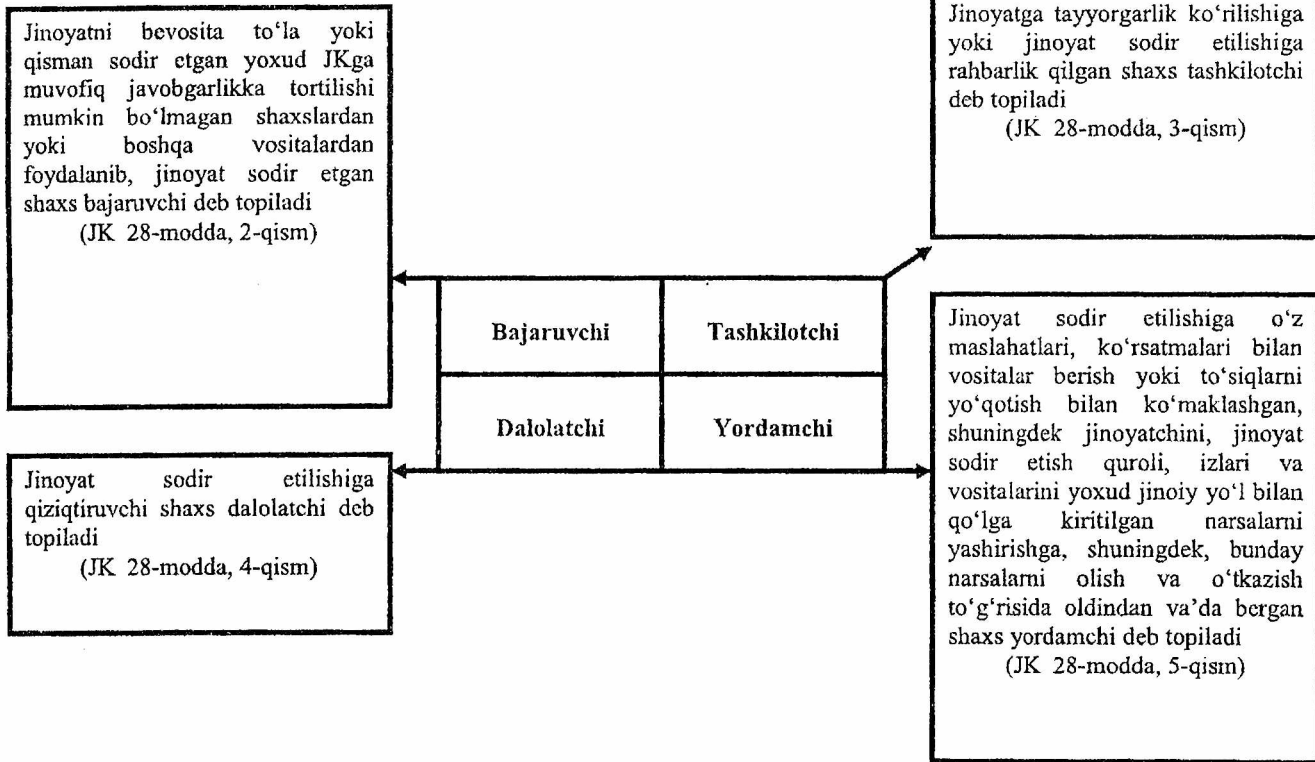 Jinoyatni bevosita to‘la yoki
qisman sodir etgan yoxud JKga
muvofiq javobgarlikka tortilishi
mumkin bo‘lmagan shaxslardan
yoki boshqa vositalardan
foydalanib, jinoyat sodir etgan
shaxs bajaruvchi deb topiladi
(JK 28-modda, 2-qism)
Jinoyatga tayyorgarlik ko‘rilishiga
yoki jinoyat sodir etilishiga
rahbarlik qilgan shaxs tashkilotchi
deb topiladi
(JK 28-modda, 3-qism)
Bajaruvchi
Tashkilotchi
Dalolatchi
Yordamchi
Jinoyat sodir etilishiga
qiziqtiruvchi shaxs dalolatchi deb
topiladi
(JK 28-modda, 4-qism)
Jinoyat sodir etilishiga o‘z
maslahatlari, ko‘rsatmalari bilan
vositalar berish yoki to‘siqlarni
yo‘qotish bilan ko‘maklashgan,
shuningdek jinoyatchini, jinoyat
sodir etish quroli, izlari va
vositalarini yoxud jinoiy yo‘l bilan
qo‘lga kiritilgan narsalarni
yashirishga, shuningdek, bunday
narsalarni olish va o‘tkazish
to‘g‘risida oldindan va’da bergan
shaxs yordamchi deb topiladi
(JK 28-modda, 5-qism)